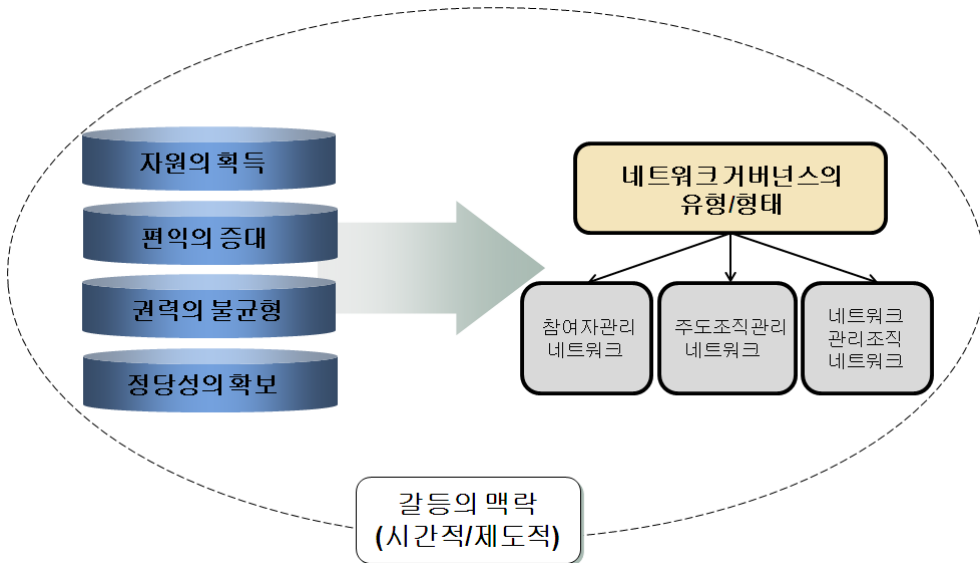 자원의 획득
편익의 증대
권력의 불균형
정당성의 확보
네트워크 거버넌스의
유형/형태
참여자관리
네트워크
주도조직관리
네트워크
네트워크
관리조직
네트워크
갈등의 맥락
(시간적/제도적)